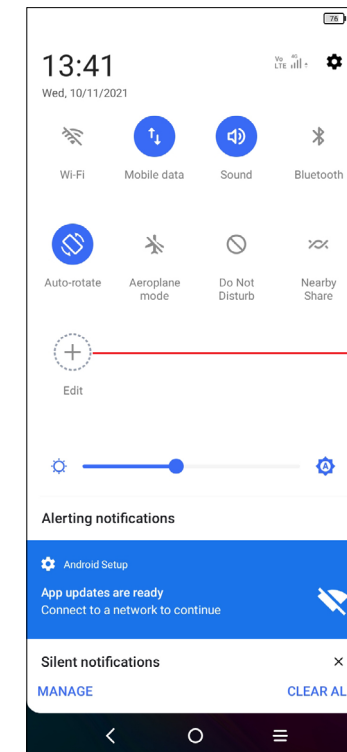 76
13:41
Vo LTE 4G
Wed, 10/11/2021
Wi-Fi
Mobile data
Sound
Bluetooth
Auto-rotate
Aeroplane mode
Do Not Disturb
Nearby Share
Edit
A
Alerting notifications
Android Setup
App updates are ready
Connect to a network to continue
Silent notifications
MANAGE
CLEAR AL